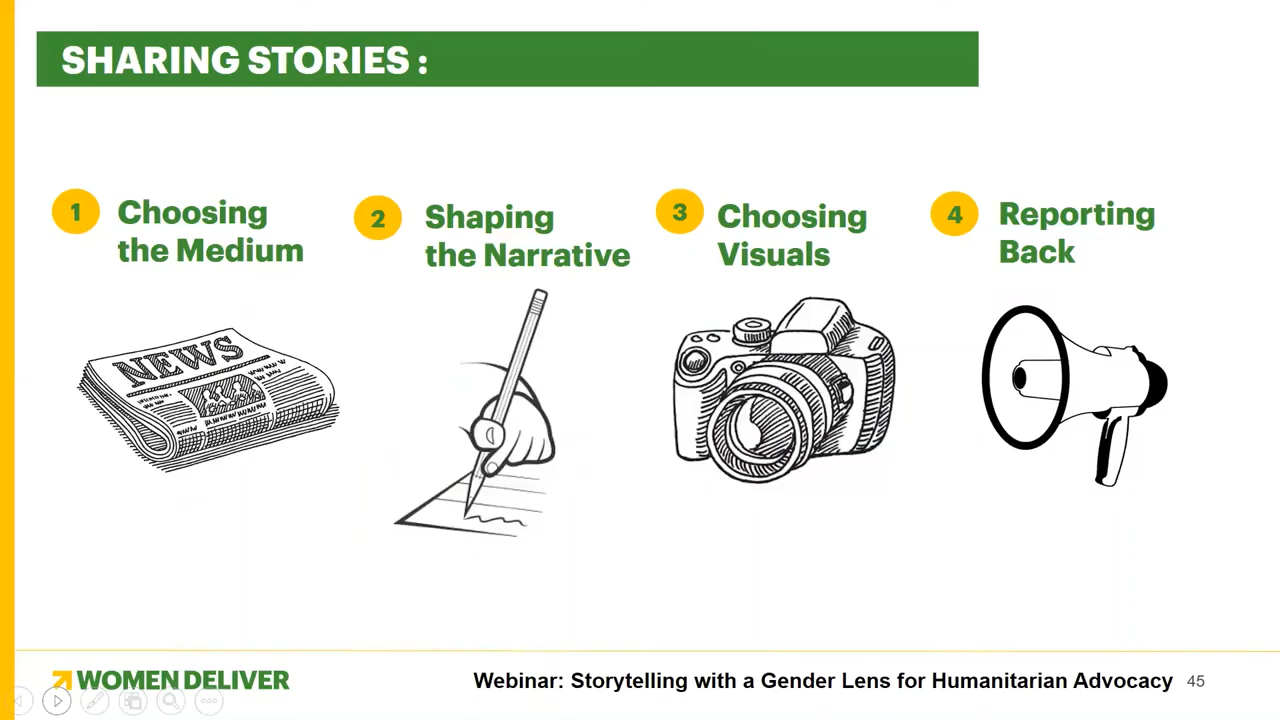 SHARING STORIES :
1 Choosing
the Medium
2 Shaping
the Narrative
3 Choosing
Visuals
4 Reporting
Back
NEWS
WOMEN DELIVER
Webinar: Storytelling with a Gender Lens for Humanitarian Advocacy 45